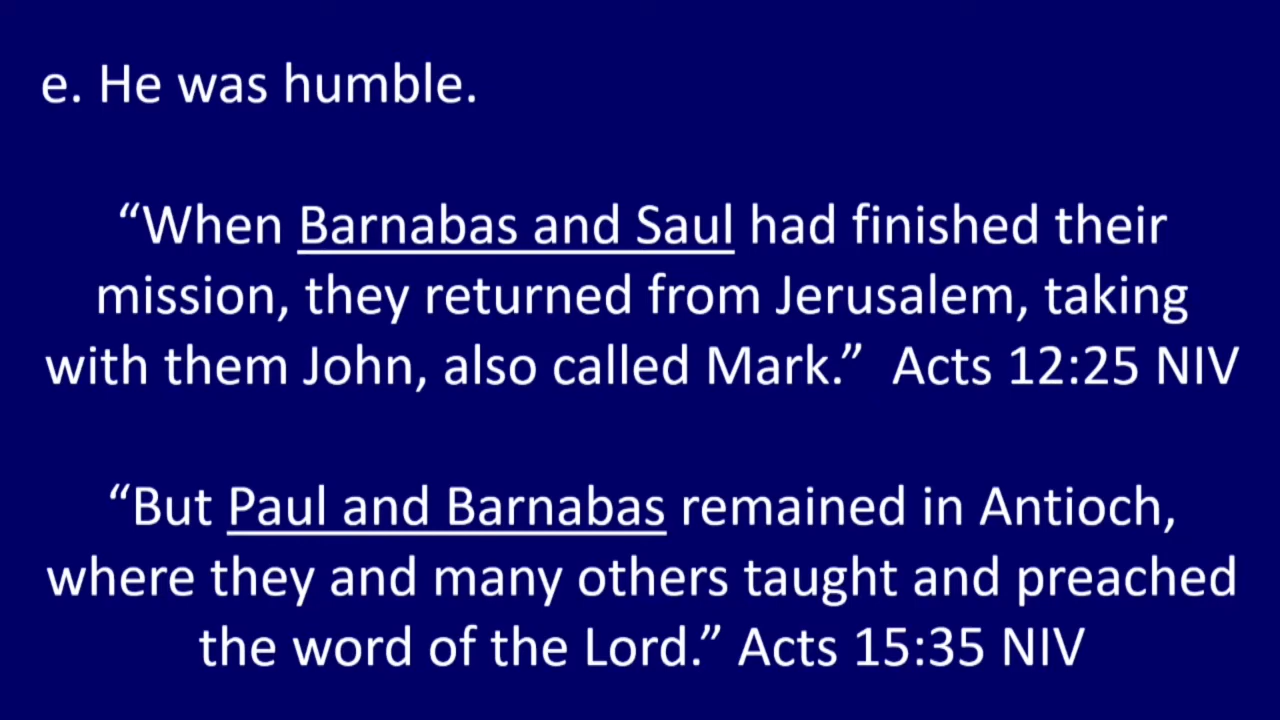 e. He was humble.
“When Barnabas and Saul had finished their
mission, they returned from Jerusalem, taking
with them John, also called Mark.”  Acts 12:25 NIV
“But Paul and Barnabas remained in Antioch,
where they and many others taught and preached
the word of the Lord.” Acts 15:35 NIV